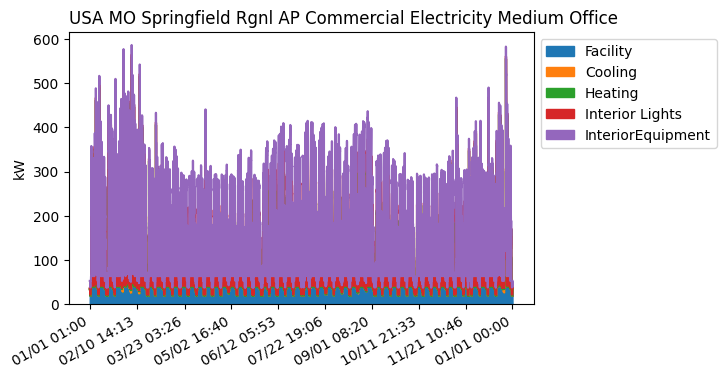 USA MO Springfield Rgnl AP Commercial Electricity Medium Office
600
500
400
300
200
100
0
kW
Facility
Cooling
Heating
Interior Lights
InteriorEquipment
01/01 01:00
02/10 14:13
03/23 03:26
05/02 16:40
06/12 05:53
07/22 19:06
09/01 08:20
10/11 21:33
11/21 10:46
01/01 00:00